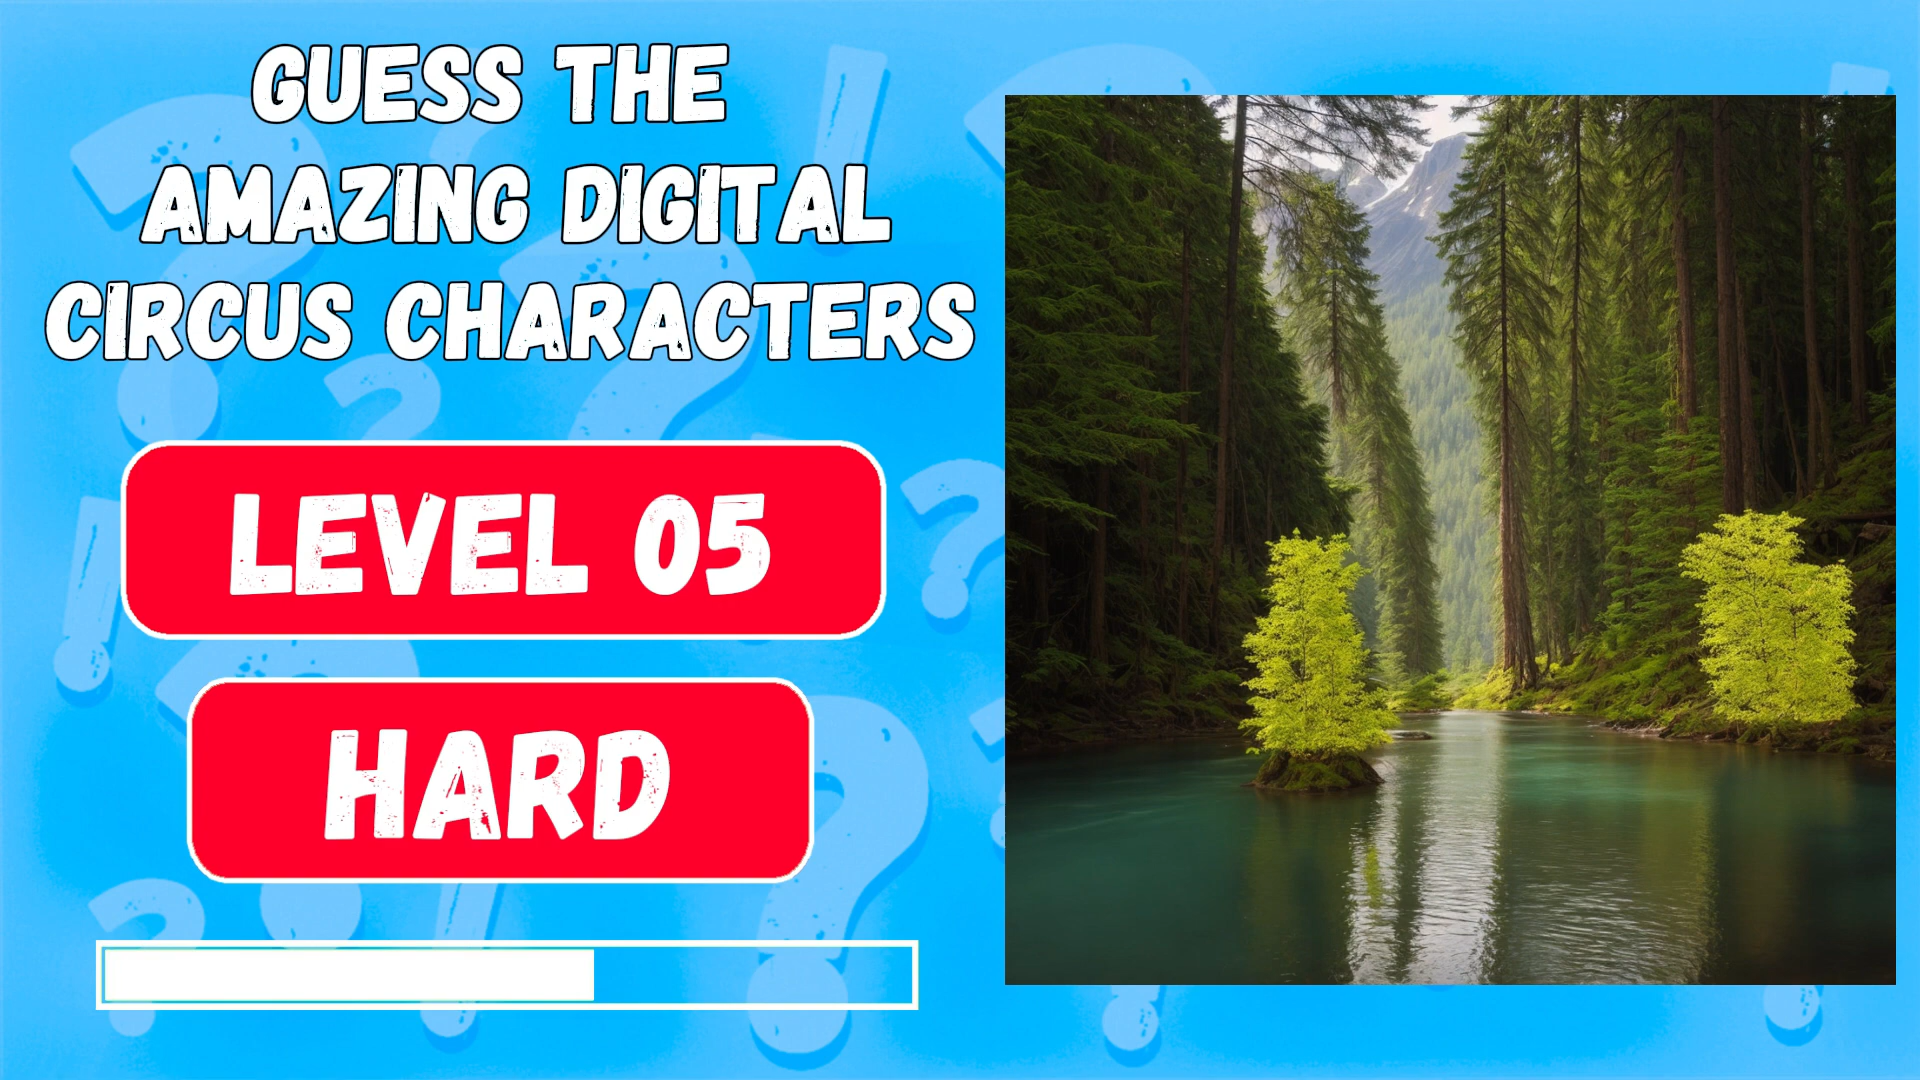 GUESS THE
AMAZING DIGITAL
CIRCUS CHARACTERS
LEVEL 05
HARD